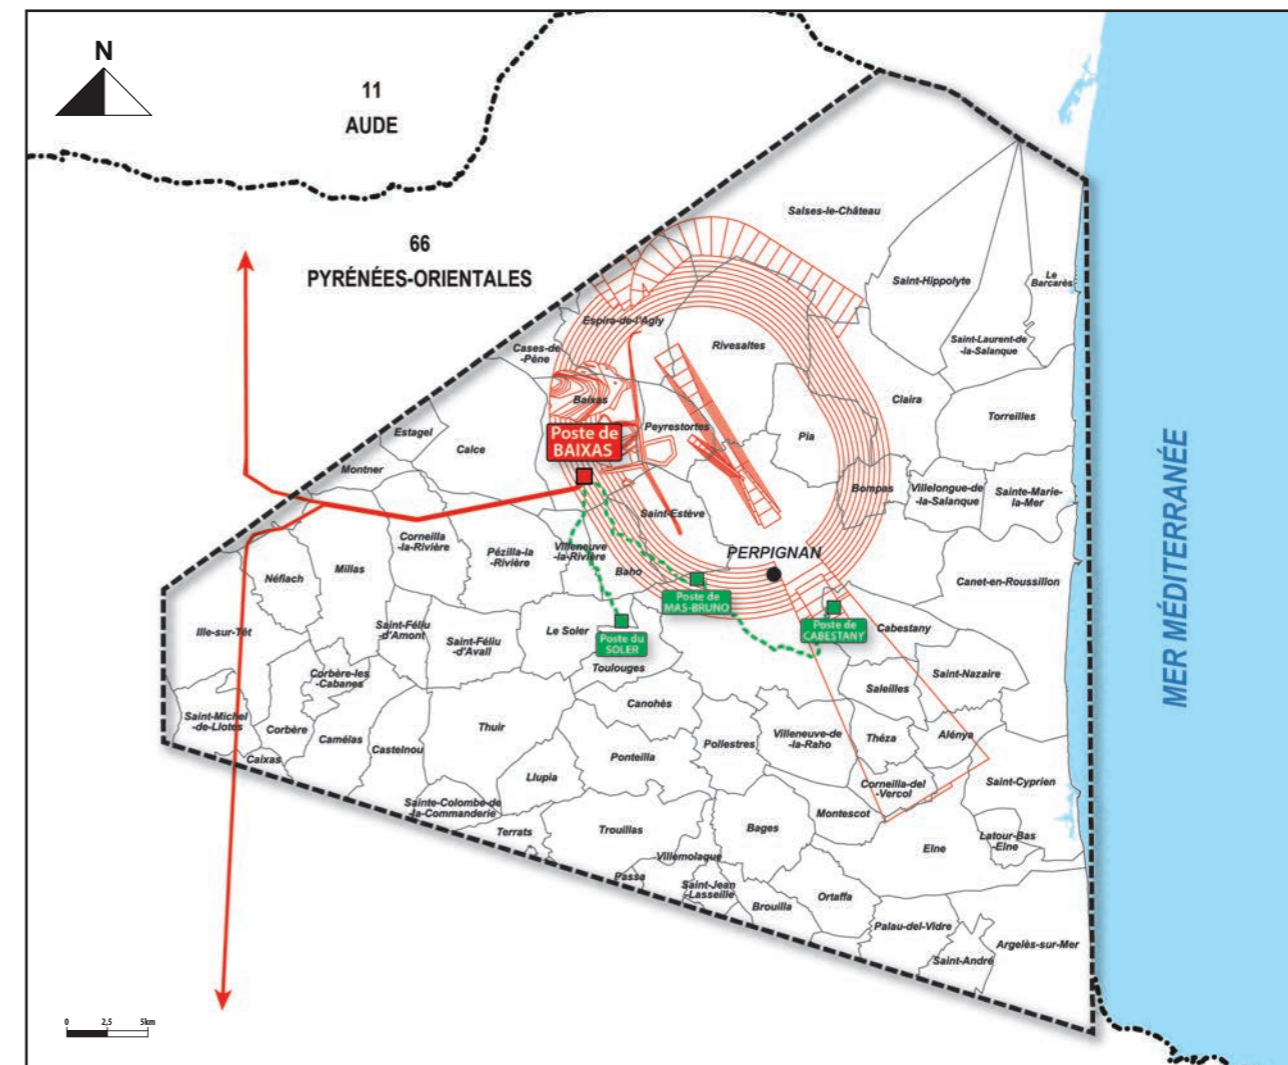 N
11
AUDE
66
PYRÉNÉES-ORIENTALES
Salses-le-Château
Saint-Hippolyte
Le
Barcarès
Espira-de-l'Agly
Rivesaltes
Saint-Laurent-de
-la-Salanque
Cases-de
-Pène
Baixas
Claira
Torreilles
Estagel
Calce
Poste de
BAIXAS
Peyrestortes
Pia
Montner
Bompas
Villelongue-de
-la-Salanque
Sainte-Marie-
la-Mer
Saint-Estève
Corneilla
-la-Rivière
Pézilla-la
-Rivière
Villeneuve
-la-Rivière
Baho
PERPIGNAN
MER MÉDITERRANÉE
Néfiach
Millas
Canet-en-Roussillon
Poste de
MAS-BRUNO
Ille-sur-Têt
Saint-Féliu
-d'Amont
Saint-Féliu
-d'Avall
Le Soler
Poste du
SOLER
Poste de
CABESTANY
Cabestany
Toulouges
Corbère-les
-Cabanes
Saint-Nazaire
Saleilles
Canohès
Saint-Michel
-de-Llotes
Corbère
Camélas
Castelnou
Thuir
Pollestres
Villeneuve-de
-la-Raho
Théza
Alénya
Caixas
Ponteilla
Llupia
Corneilla-del
-Vercol
Saint-Cyprien
Sainte-Colombe-de
-la-Commanderie
Montescot
Terrats
Trouillas
Bages
Elne
Latour-Bas
-Elne
Villemolaque
Passa
Saint-Jean
-Lasseille
Brouilla
Ortaffa
Palau-del-Vidre
Argelès-sur-Mer
Saint-André
0 2,5 5km